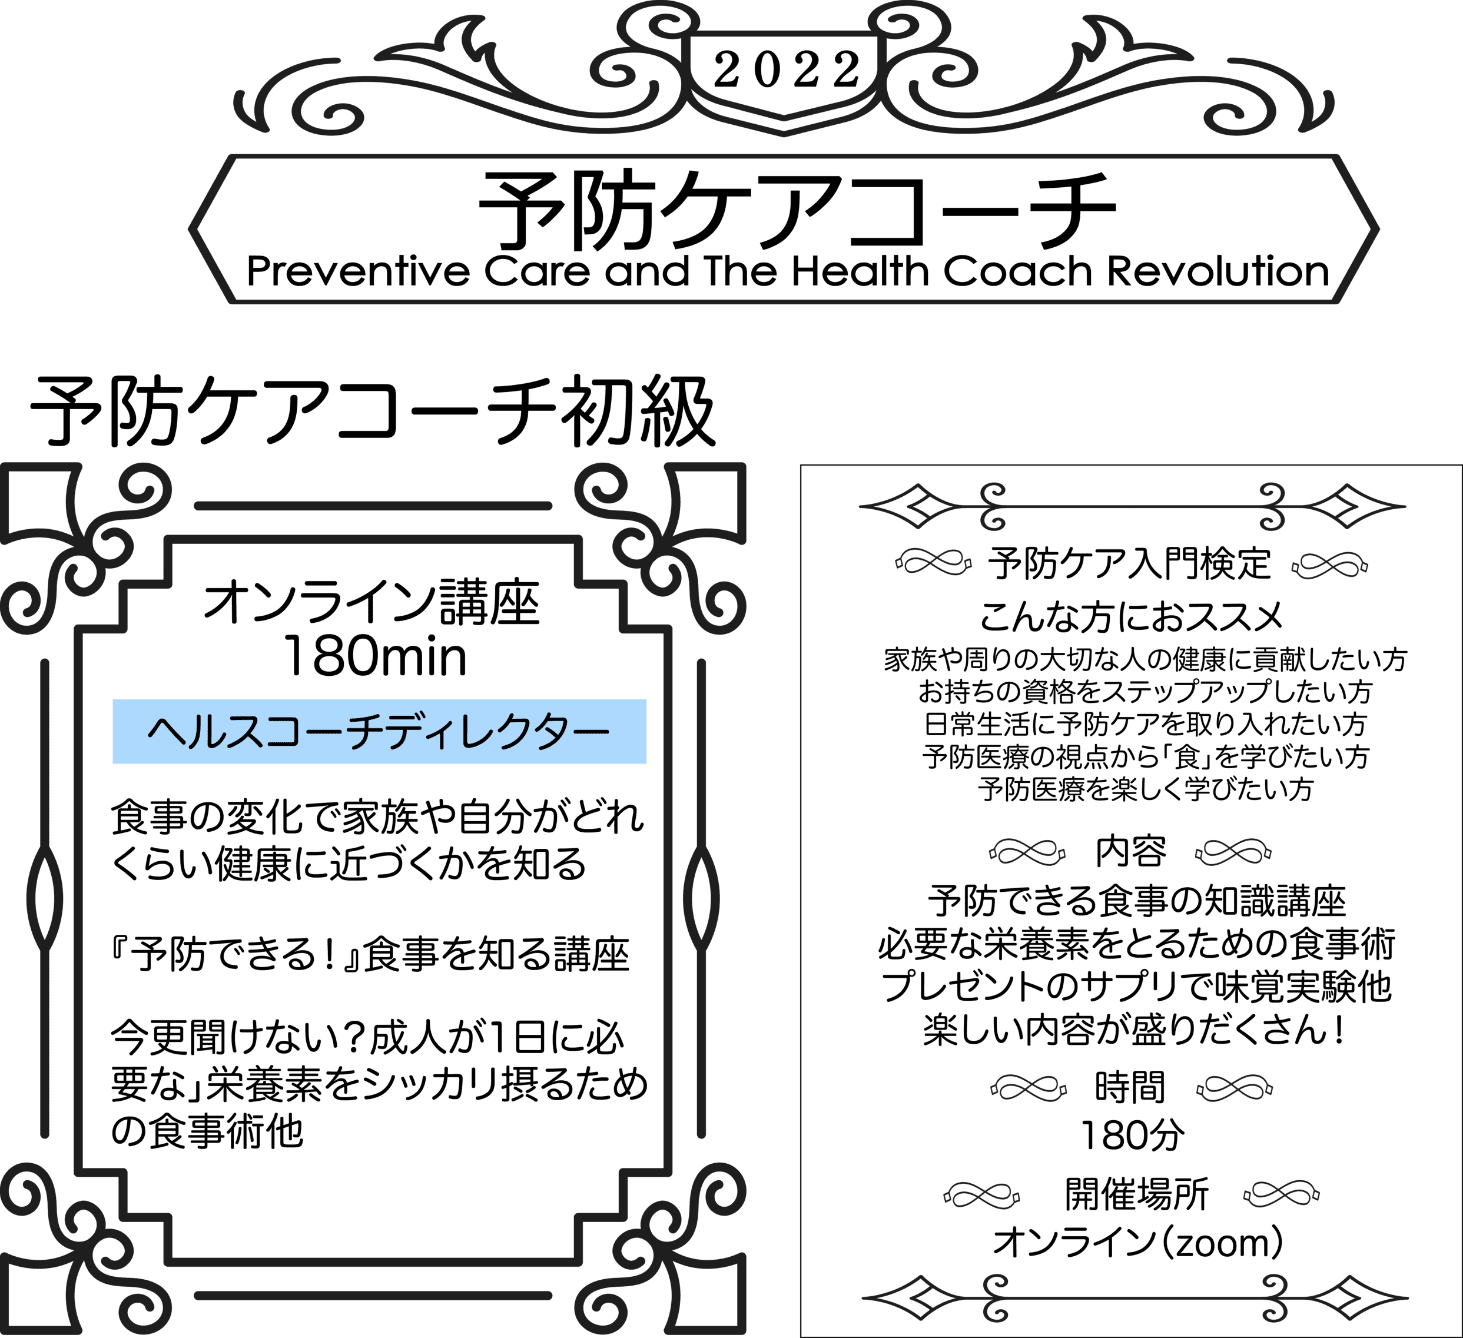 2022
予防ケアコーチ
Preventive Care and The Health Coach Revolution
予防ケアコーチ初級
オンライン講座
180min
ヘルスコーチディレクター
食事の変化で家族や自分がどれ
くらい健康に近づくかを知る
『予防できる！』食事を知る講座
今更聞けない？成人が1日に必
要な」栄養素をシッカリ摂るため
の食事術他
予防ケア入門検定
こんな方におススメ
家族や周りの大切な人の健康に貢献したい方
お持ちの資格をステップアップしたい方
日常生活に予防ケアを取り入れたい方
予防医療の視点から「食」を学びたい方
予防医療を楽しく学びたい方
内容
予防できる食事の知識講座
必要な栄養素をとるための食事術
プレゼントのサプリで味覚実験他
楽しい内容が盛りだくさん！
時間
180分
開催場所
オンライン（zoom）